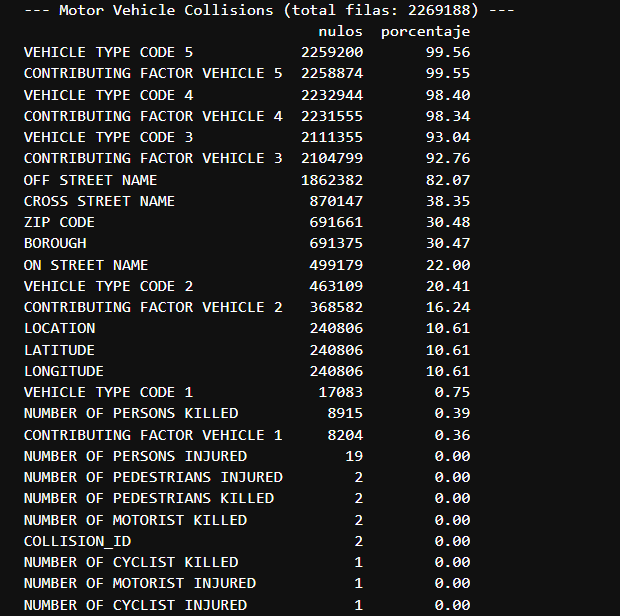 --- Motor Vehicle Collisions (total filas: 2269188) ---
nulos porcentaje
VEHICLE TYPE CODE 5 2259200 99.56
CONTRIBUTING FACTOR VEHICLE 5 2258874 99.55
VEHICLE TYPE CODE 4 2232944 98.40
CONTRIBUTING FACTOR VEHICLE 4 2231555 98.34
VEHICLE TYPE CODE 3 2111355 93.04
CONTRIBUTING FACTOR VEHICLE 3 2104799 92.76
OFF STREET NAME 1862382 82.07
CROSS STREET NAME 870147 38.35
ZIP CODE 691661 30.48
BOROUGH 691375 30.47
ON STREET NAME 499179 22.00
VEHICLE TYPE CODE 2 463109 20.41
CONTRIBUTING FACTOR VEHICLE 2 368582 16.24
LOCATION 240806 10.61
LATITUDE 240806 10.61
LONGITUDE 240806 10.61
VEHICLE TYPE CODE 1 17083 0.75
NUMBER OF PERSONS KILLED 8915 0.39
CONTRIBUTING FACTOR VEHICLE 1 8204 0.36
NUMBER OF PERSONS INJURED 19 0.00
NUMBER OF PEDESTRIANS INJURED 2 0.00
NUMBER OF PEDESTRIANS KILLED 2 0.00
NUMBER OF MOTORIST KILLED 2 0.00
COLLISION_ID 2 0.00
NUMBER OF CYCLIST KILLED 1 0.00
NUMBER OF MOTORIST INJURED 1 0.00
NUMBER OF CYCLIST INJURED 1 0.00